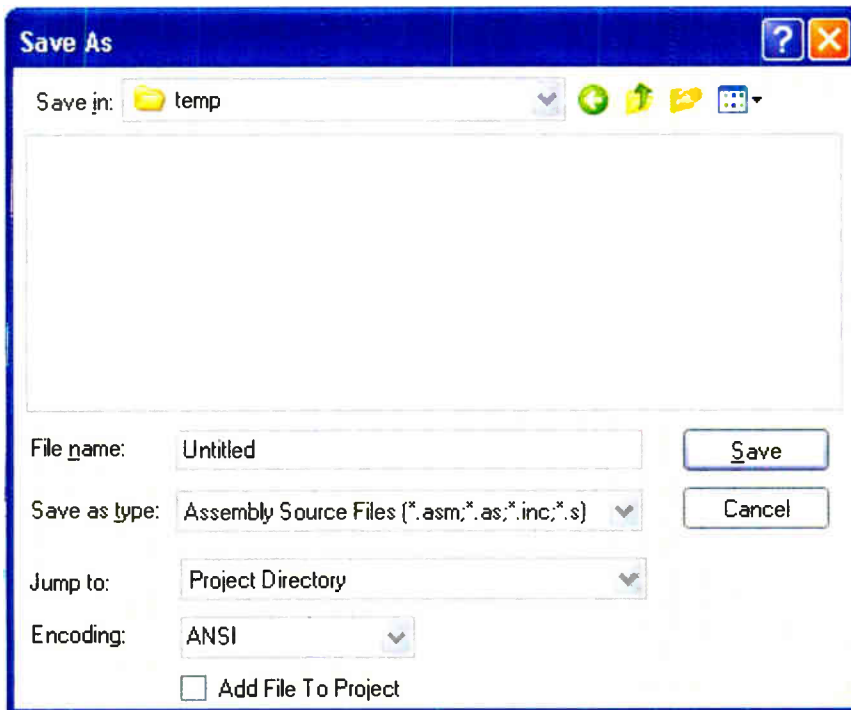 Save As
Save in: temp
File name: Untitled Save
Save as type: Assembly Source Files (*.asm;*.as;*.inc;*.s) Cancel
Jump to: Project Directory
Encoding: ANSI
Add File To Project